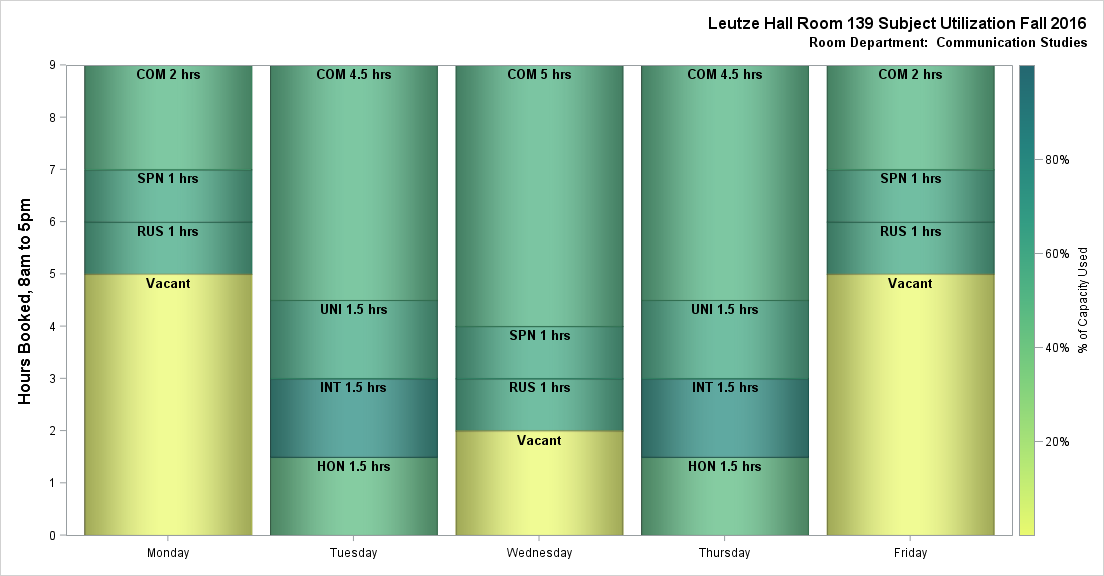 Leutze Hall Room 139 Subject Utilization Fall 2016
Room Department:  Communication Studies
Hours Booked, 8am to 5pm
9
8
7
6
5
4
3
2
1
0
COM 2 hrs
SPN 1 hrs
RUS 1 hrs
Vacant
Monday
COM 4.5 hrs
UNI 1.5 hrs
INT 1.5 hrs
HON 1.5 hrs
Tuesday
COM 5 hrs
SPN 1 hrs
RUS 1 hrs
Vacant
Wednesday
COM 4.5 hrs
UNI 1.5 hrs
INT 1.5 hrs
HON 1.5 hrs
Thursday
COM 2 hrs
SPN 1 hrs
RUS 1 hrs
Vacant
Friday
80%
60%
40%
20%
% of Capacity Used